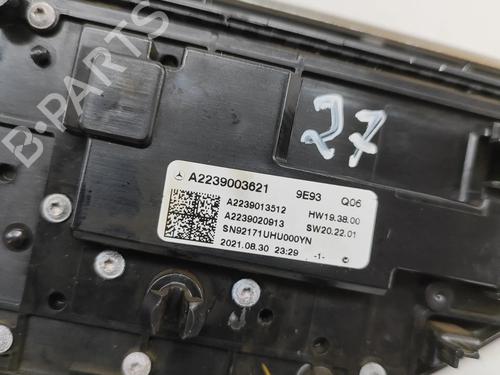 B-PARTS
27
A2239003621 9E93 Q06
A2239013512 HW19.38.00
A2239020913 SW20.22.01
SN92171UHU000YN
2021.08.30 23:29 -1-